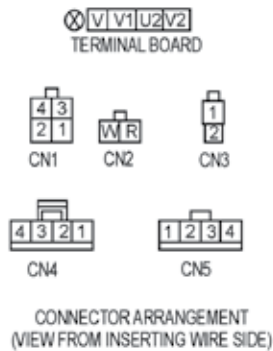 V V1 U2 V2
TERMINAL BOARD
4 3
2 1
CN1
W R
CN2
1
2
CN3
4 3 2 1
CN4
1 2 3 4
CN5
CONNECTOR ARRANGEMENT
(VIEW FROM INSERTING WIRE SIDE)